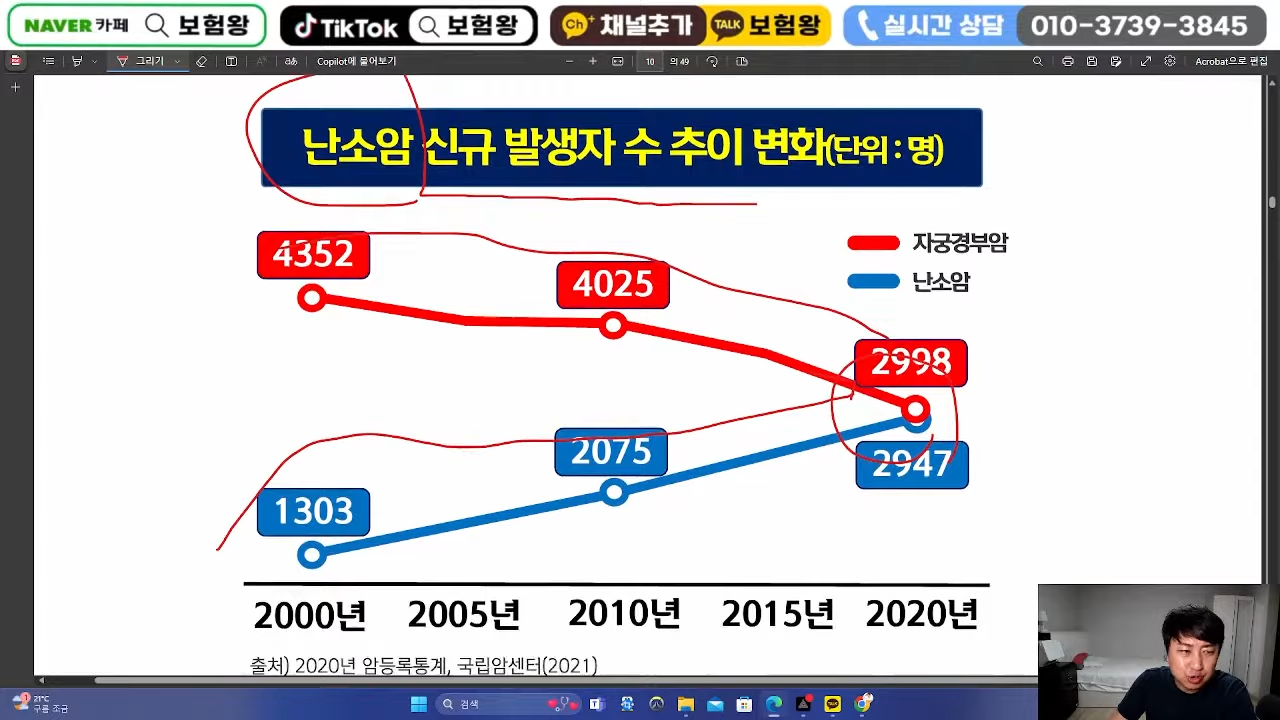 NAVER 카페 보험왕 TikTok 보험왕 Ch+ 채널추가 TALK 보험왕 실시간 상담 010-3739-3845
그리기 Copilot에 물어보기 10 의 49 Acrobat으로 편집
난소암 신규 발생자 수 추이 변화(단위 : 명)
자궁경부암
난소암
4352
4025
2998
2075
2947
1303
2000년 2005년 2010년 2015년 2020년
출처) 2020년 암등록통계, 국립암센터(2021)
21°C
구름 조금
검색